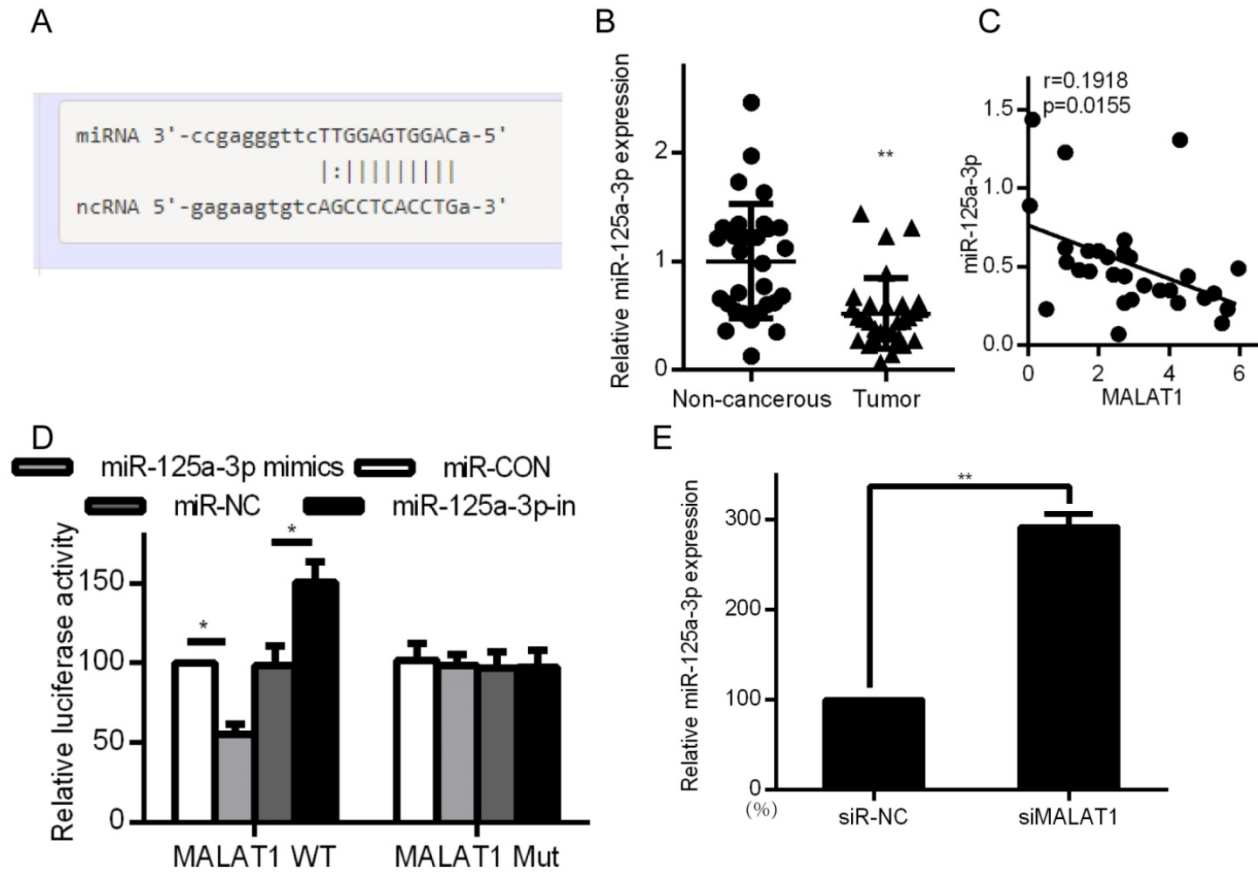 A
miRNA 3'-ccgagggttcTTGGAGTGGACa-5'
|:|||||||||
ncRNA 5'-gagaagtgtcAGCCTCACCTGa-3'
B
Relative miR-125a-3p expression
2
1
0
**
Non-cancerous Tumor
C
r=0.1918
p=0.0155
miR-125a-3p
1.5
1.0
0.5
0.0
0 2 4 6
MALAT1
D
miR-125a-3p mimics miR-CON
miR-NC miR-125a-3p-in
Relative luciferase activity
150
100
50
0
*
*
MALAT1 WT MALAT1 Mut
E
Relative miR-125a-3p expression
300
200
100
0
(%)
**
siR-NC siMALAT1